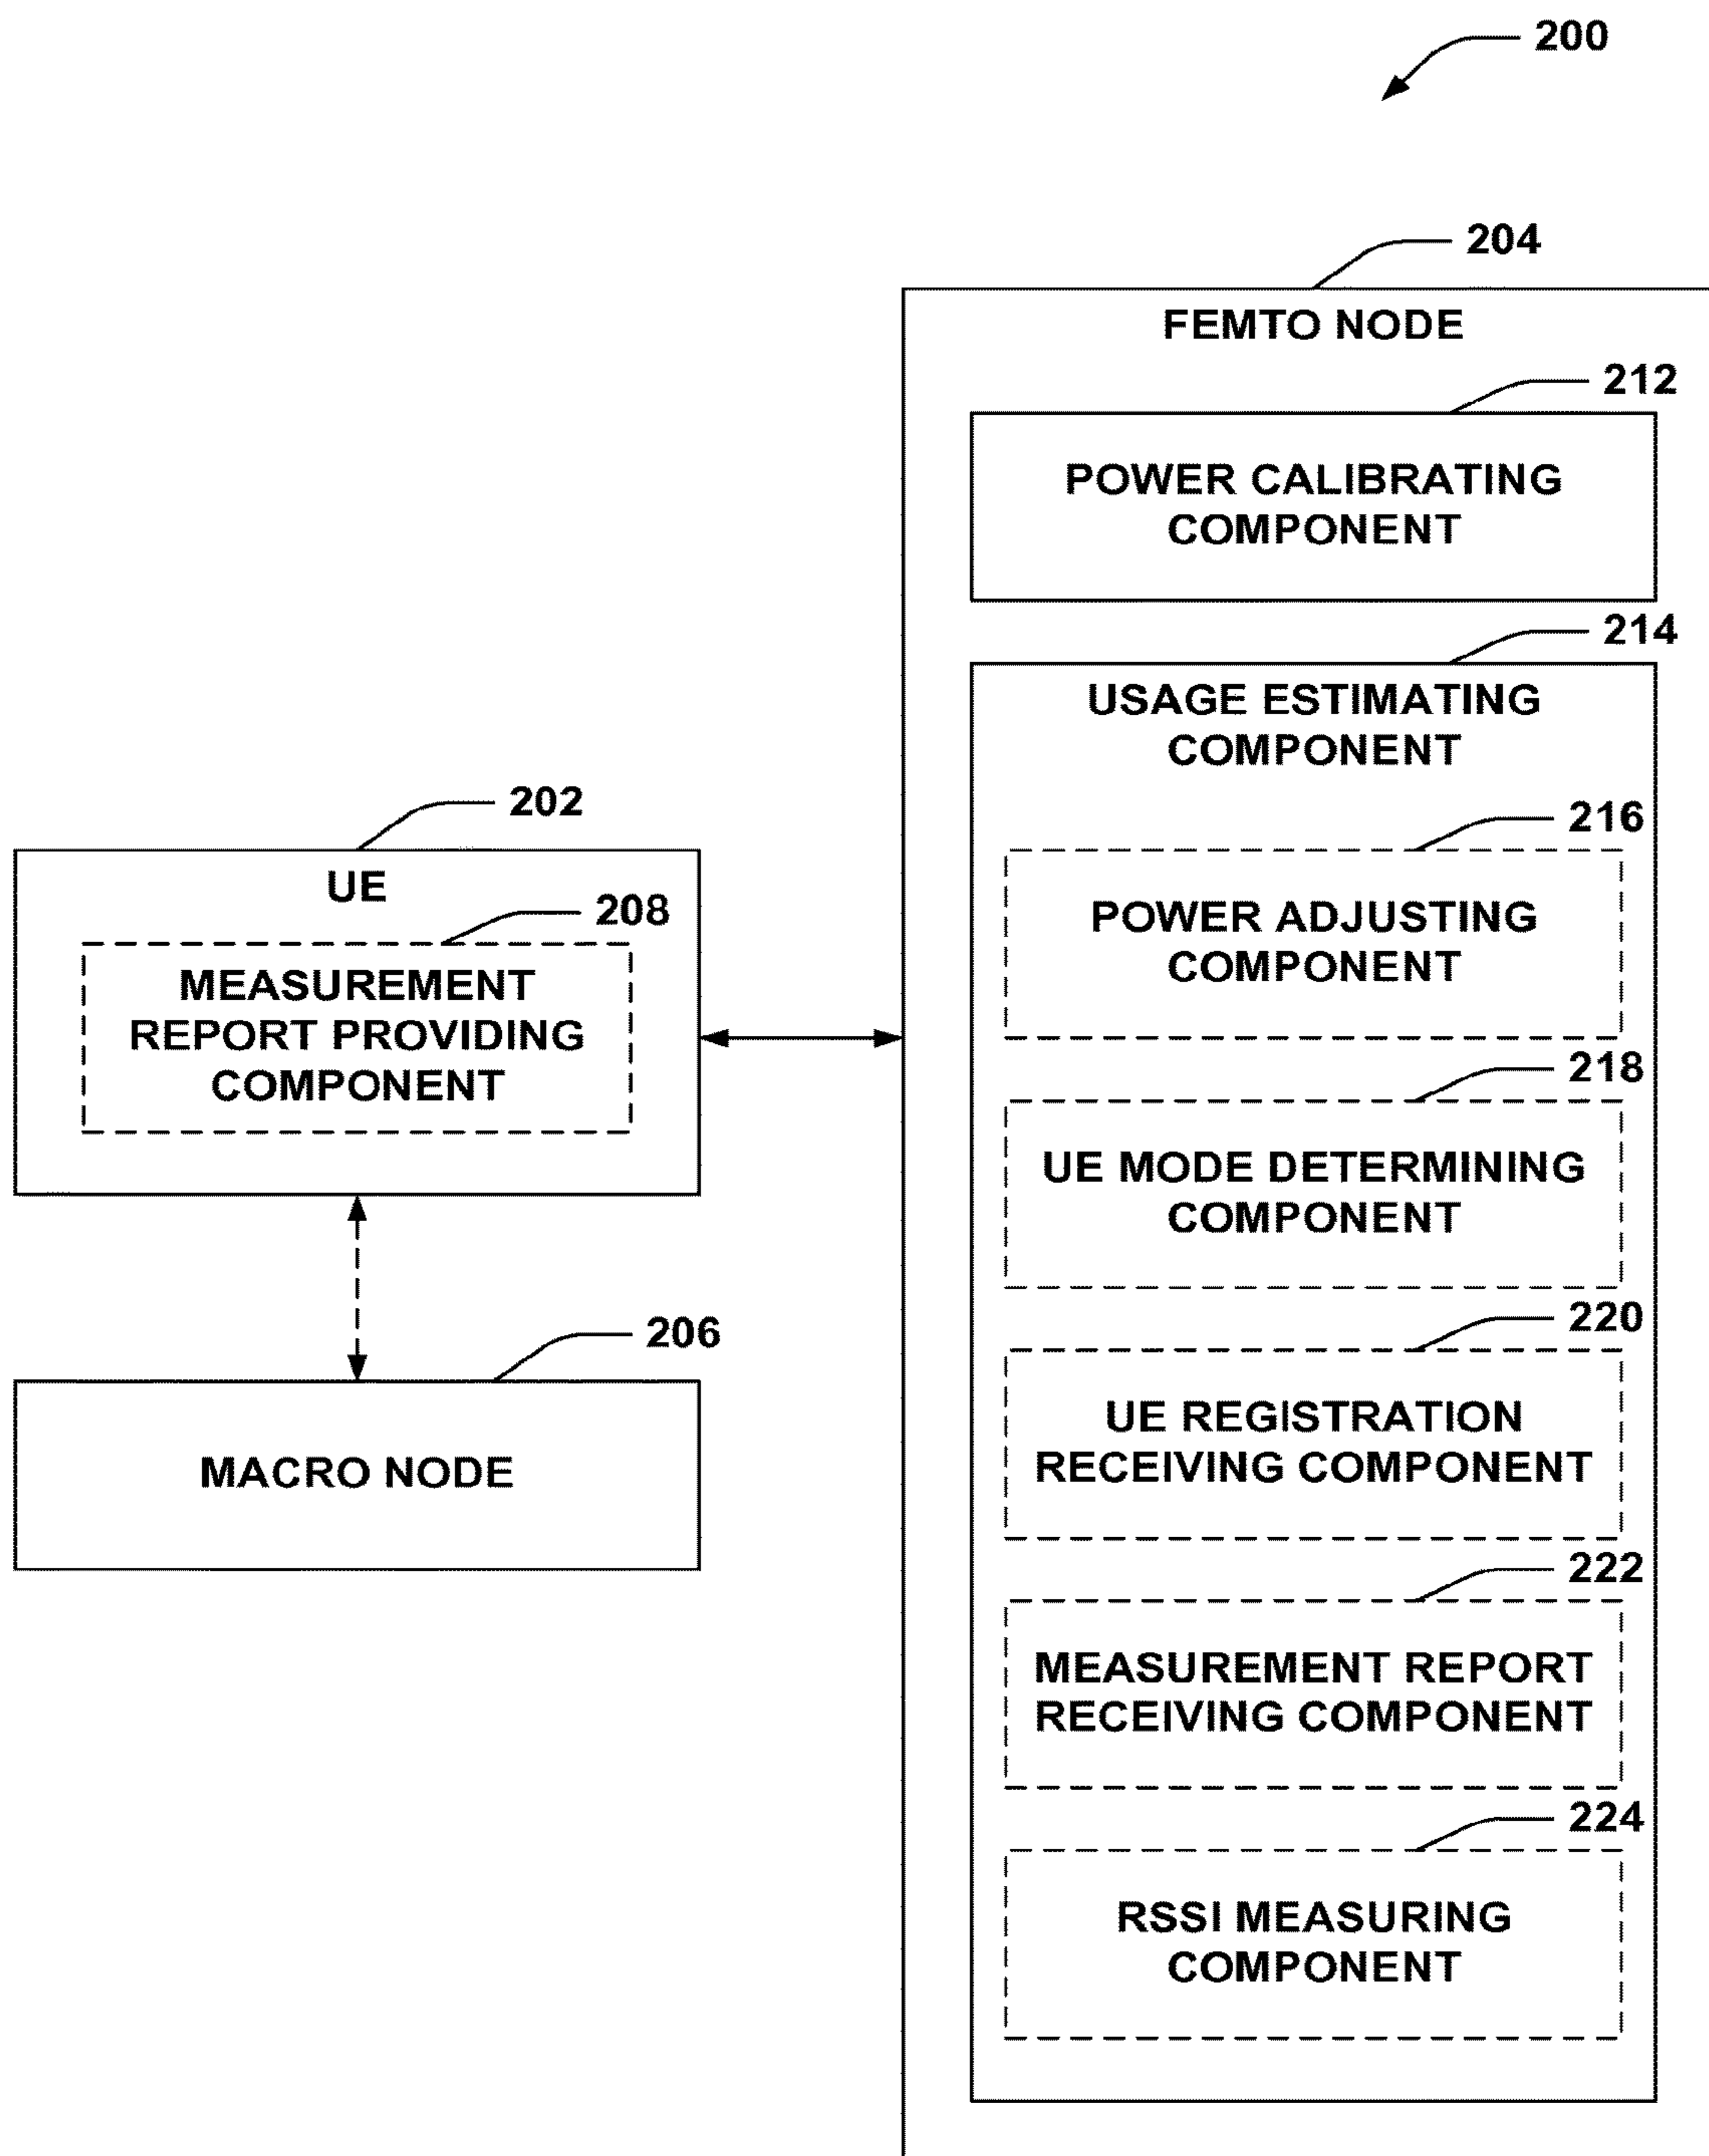 200
204
FEMTO NODE
212
POWER CALIBRATING
COMPONENT
214
USAGE ESTIMATING
COMPONENT
216
POWER ADJUSTING
COMPONENT
218
UE MODE DETERMINING
COMPONENT
220
UE REGISTRATION
RECEIVING COMPONENT
222
MEASUREMENT REPORT
RECEIVING COMPONENT
224
RSSI MEASURING
COMPONENT
202
UE
208
MEASUREMENT
REPORT PROVIDING
COMPONENT
206
MACRO NODE